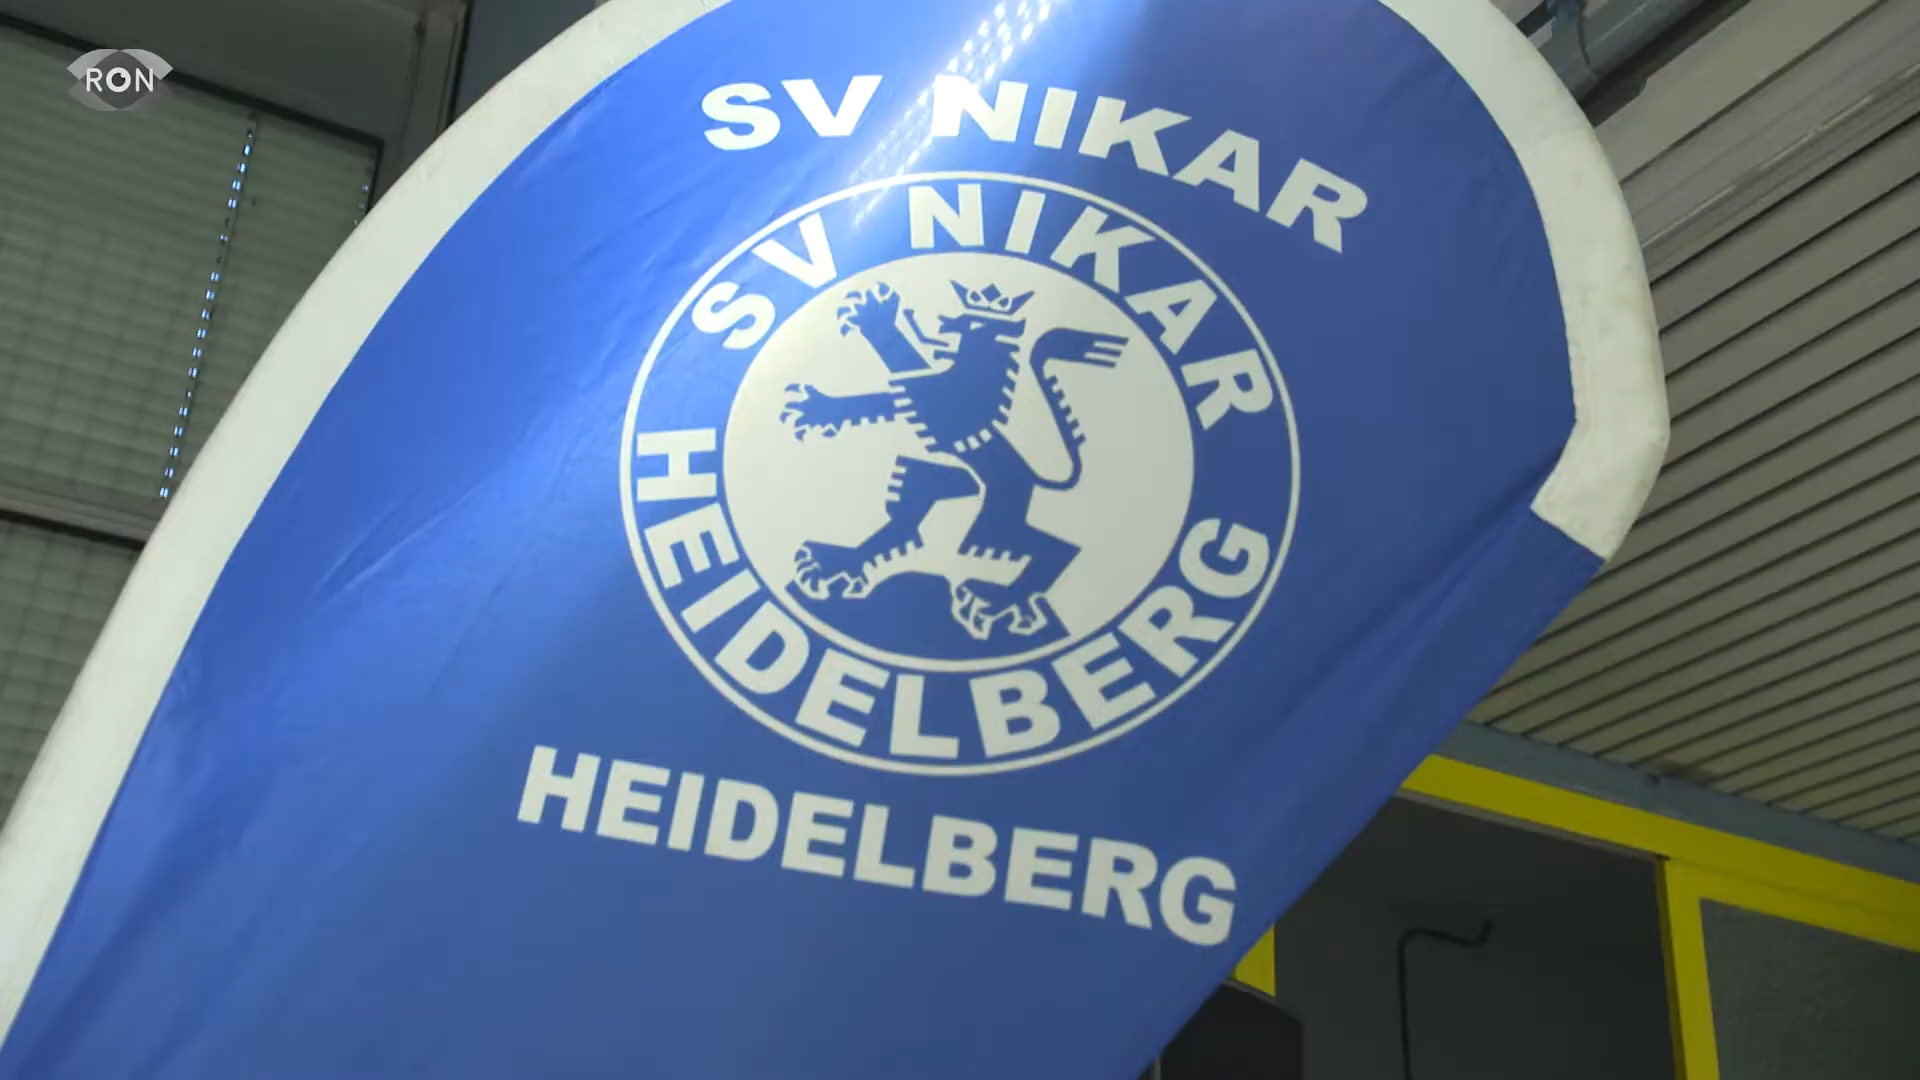 RON
SV NIKAR
SV NIKAR
HEIDELBERG
HEIDELBERG